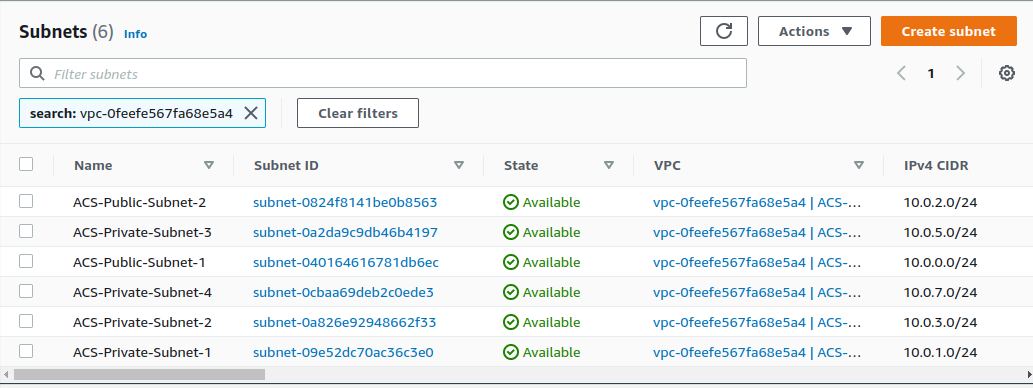 Subnets (6) Info Actions Create subnet
Filter subnets 1
search: vpc-0feefe567fa68e5a4 Clear filters
Name Subnet ID State VPC IPv4 CIDR
ACS-Public-Subnet-2 subnet-0824f8141be0b8563 Available vpc-0feefe567fa68e5a4 | ACS-… 10.0.2.0/24
ACS-Private-Subnet-3 subnet-0a2da9c9db46b4197 Available vpc-0feefe567fa68e5a4 | ACS-… 10.0.5.0/24
ACS-Public-Subnet-1 subnet-040164616781db6ec Available vpc-0feefe567fa68e5a4 | ACS-… 10.0.0.0/24
ACS-Private-Subnet-4 subnet-0cbaa69deb2c0ede3 Available vpc-0feefe567fa68e5a4 | ACS-… 10.0.7.0/24
ACS-Private-Subnet-2 subnet-0a826e92948662f33 Available vpc-0feefe567fa68e5a4 | ACS-… 10.0.3.0/24
ACS-Private-Subnet-1 subnet-09e52dc70ac36c3e0 Available vpc-0feefe567fa68e5a4 | ACS-… 10.0.1.0/24